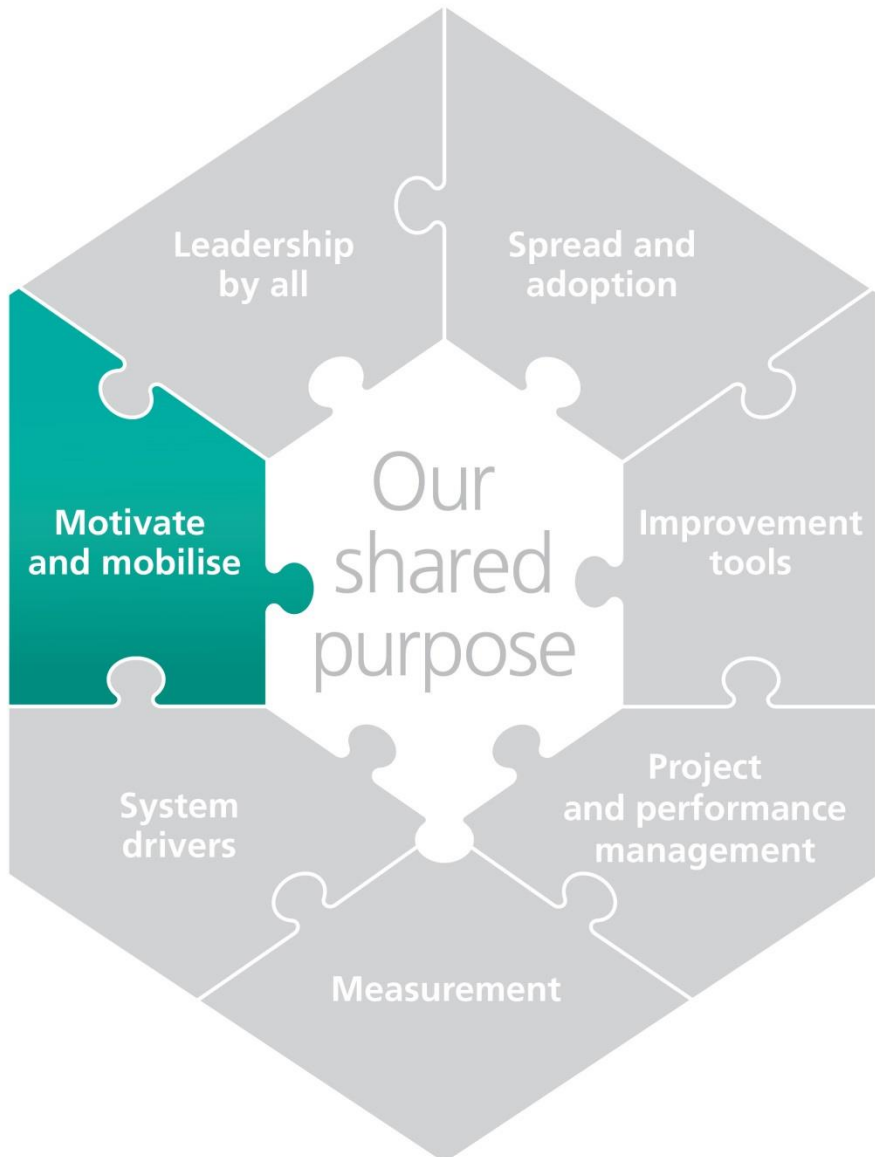 Leadership
by all
Spread and
adoption
Motivate
and mobilise
Our
shared
purpose
Improvement
tools
System
drivers
Project
and performance
management
Measurement